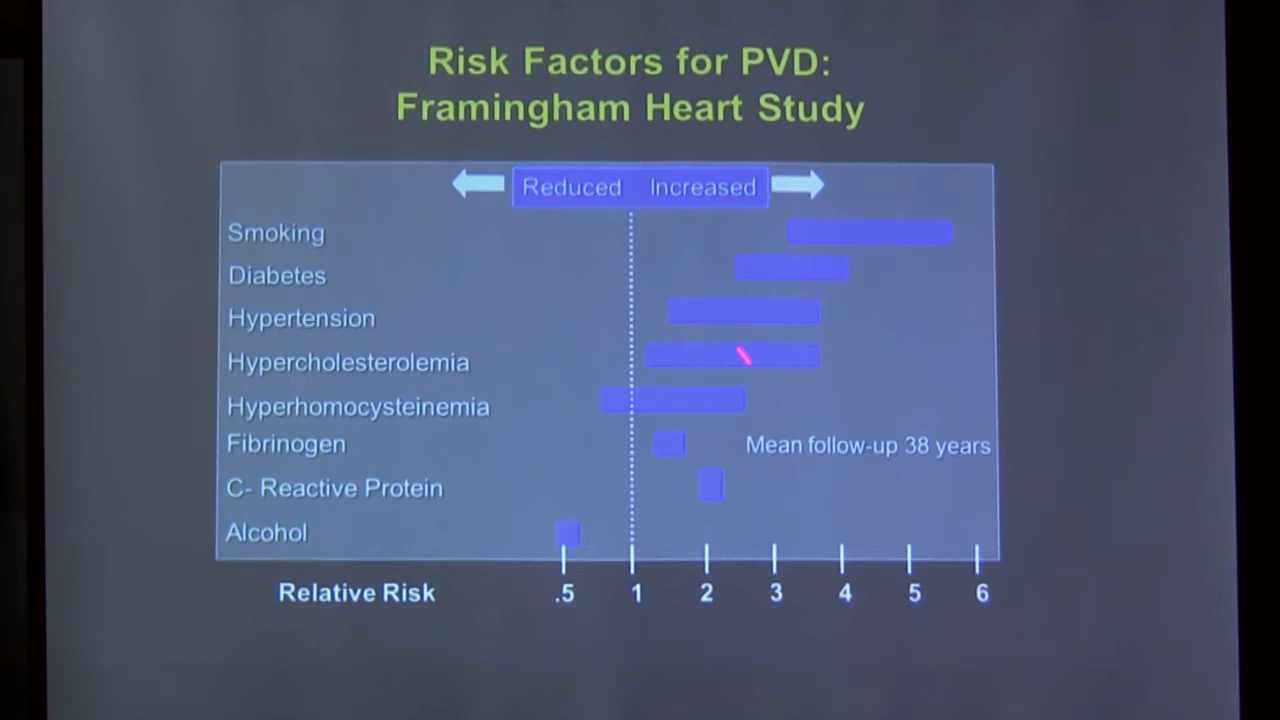 Risk Factors for PVD:
Framingham Heart Study
Reduced Increased
Smoking
Diabetes
Hypertension
Hypercholesterolemia
Hyperhomocysteinemia
Fibrinogen
Mean follow-up 38 years
C- Reactive Protein
Alcohol
Relative Risk .5 1 2 3 4 5 6